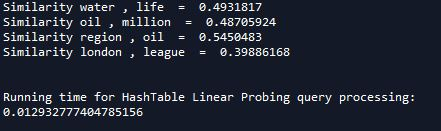 Similarity water , life  =  0.4931817
Similarity oil , million  =  0.48705924
Similarity region , oil  =  0.5450483
Similarity london , league  =  0.39886168
Running time for HashTable Linear Probing query processing:
0.012932777404785156